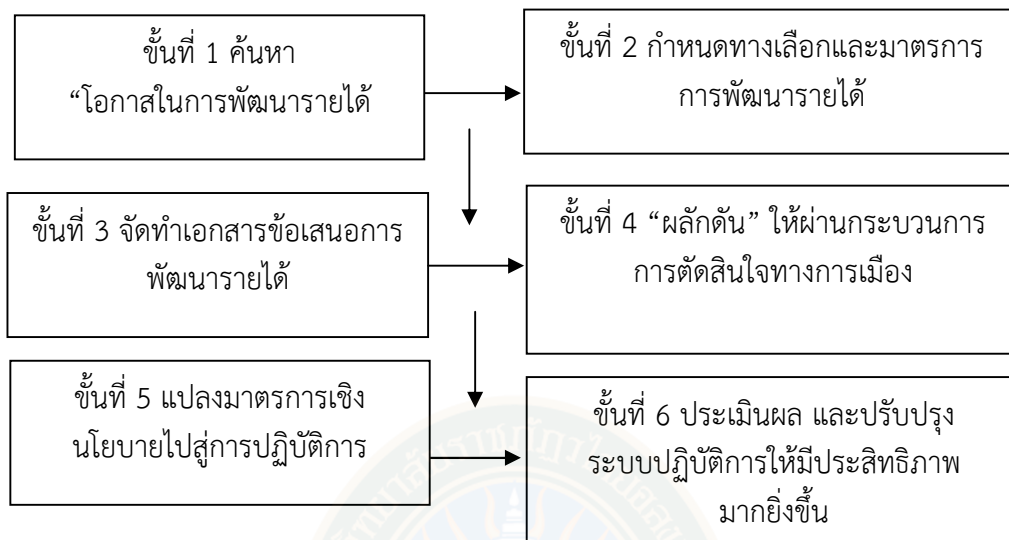 ขั้นที่ 1 ค้นหา
“โอกาสในการพัฒนารายได้
ขั้นที่ 2 กำหนดทางเลือกและมาตรการ
การพัฒนารายได้
ขั้นที่ 3 จัดทำเอกสารข้อเสนอการ
พัฒนารายได้
ขั้นที่ 4 “ผลักดัน” ให้ผ่านกระบวนการ
การตัดสินใจทางการเมือง
ขั้นที่ 5 แปลงมาตรการเชิง
นโยบายไปสู่การปฏิบัติการ
ขั้นที่ 6 ประเมินผล และปรับปรุง
ระบบปฏิบัติการให้มีประสิทธิภาพ
มากยิ่งขึ้น